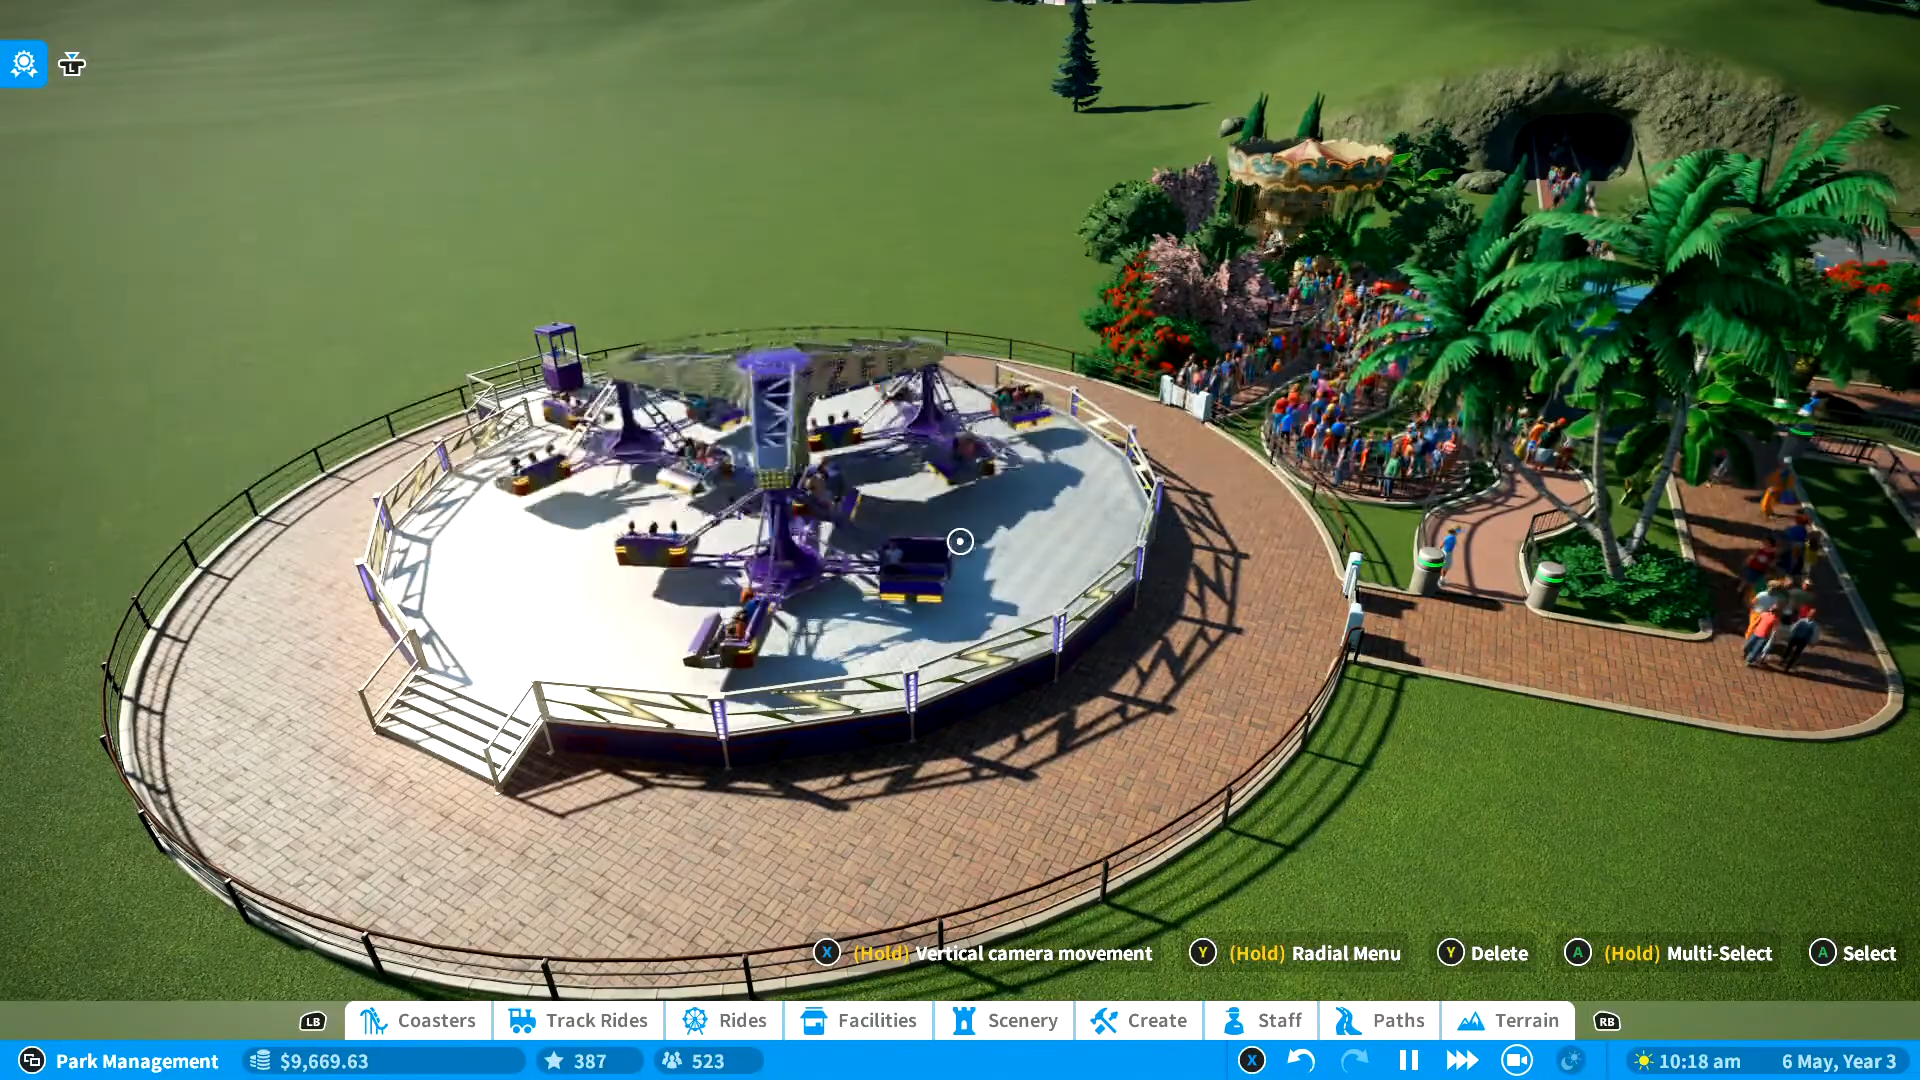 L
X (Hold) Vertical camera movement Y (Hold) Radial Menu Y Delete A (Hold) Multi-Select A Select
LB Coasters Track Rides Rides Facilities Scenery Create Staff Paths Terrain RB
Park Management $9,669.63 387 523 X 10:18 am 6 May, Year 3